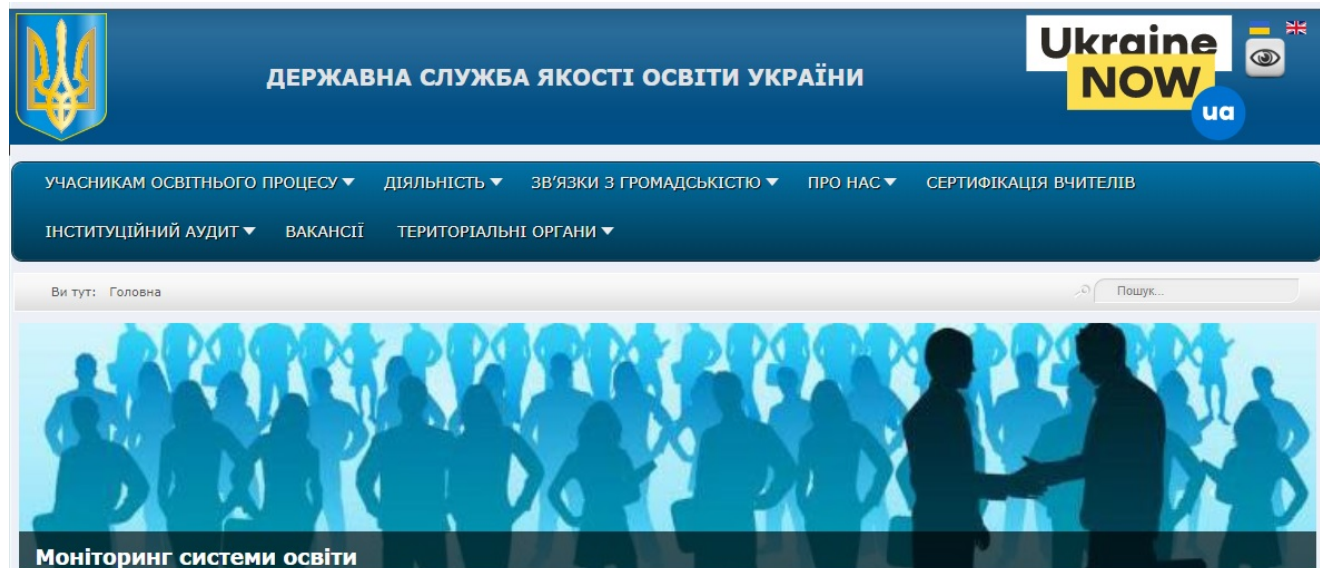 ДЕРЖАВНА СЛУЖБА ЯКОСТІ ОСВІТИ УКРАЇНИ
Ukraine
NOW
ua
УЧАСНИКАМ ОСВІТНЬОГО ПРОЦЕСУ ДІЯЛЬНІСТЬ ЗВ'ЯЗКИ З ГРОМАДСЬКІСТЮ ПРО НАС СЕРТИФІКАЦІЯ ВЧИТЕЛІВ
ІНСТИТУЦІЙНИЙ АУДИТ ВАКАНСІЇ ТЕРИТОРІАЛЬНІ ОРГАНИ
Ви тут: Головна Пошук...
Моніторинг системи освіти